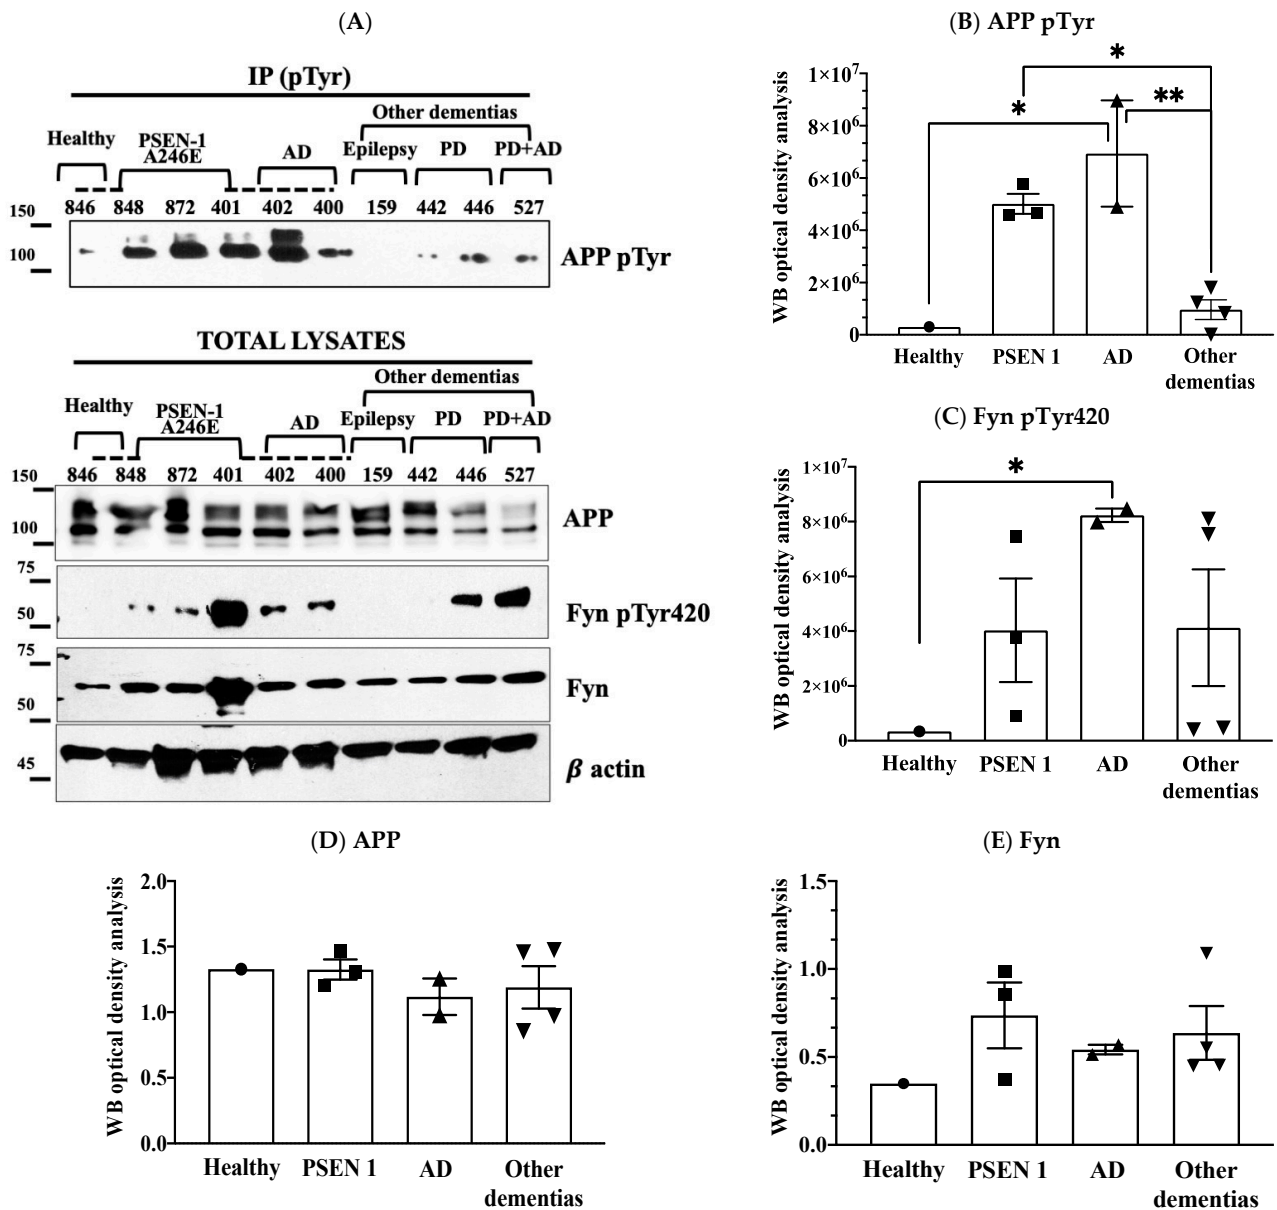 (A)
IP (pTyr)
Other dementias
Healthy PSEN-1 A246E AD Epilepsy PD PD+AD
846 848 872 401 402 400 159 442 446 527
150
100
APP pTyr
TOTAL LYSATES
Other dementias
Healthy PSEN-1 A246E AD Epilepsy PD PD+AD
846 848 872 401 402 400 159 442 446 527
150
100
APP
75
50
Fyn pTyr420
75
50
Fyn
45
β actin
(B) APP pTyr
WB optical density analysis
1×10⁷
8×10⁶
6×10⁶
4×10⁶
2×10⁶
0
*
*
**
Healthy PSEN 1 AD Other
dementias
(C) Fyn pTyr420
WB optical density analysis
1×10⁷
8×10⁶
6×10⁶
4×10⁶
2×10⁶
0
*
Healthy PSEN 1 AD Other
dementias
(D) APP
WB optical density analysis
2.0
1.5
1.0
0.5
0.0
Healthy PSEN 1 AD Other
dementias
(E) Fyn
WB optical density analysis
1.5
1.0
0.5
0.0
Healthy PSEN 1 AD Other
dementias